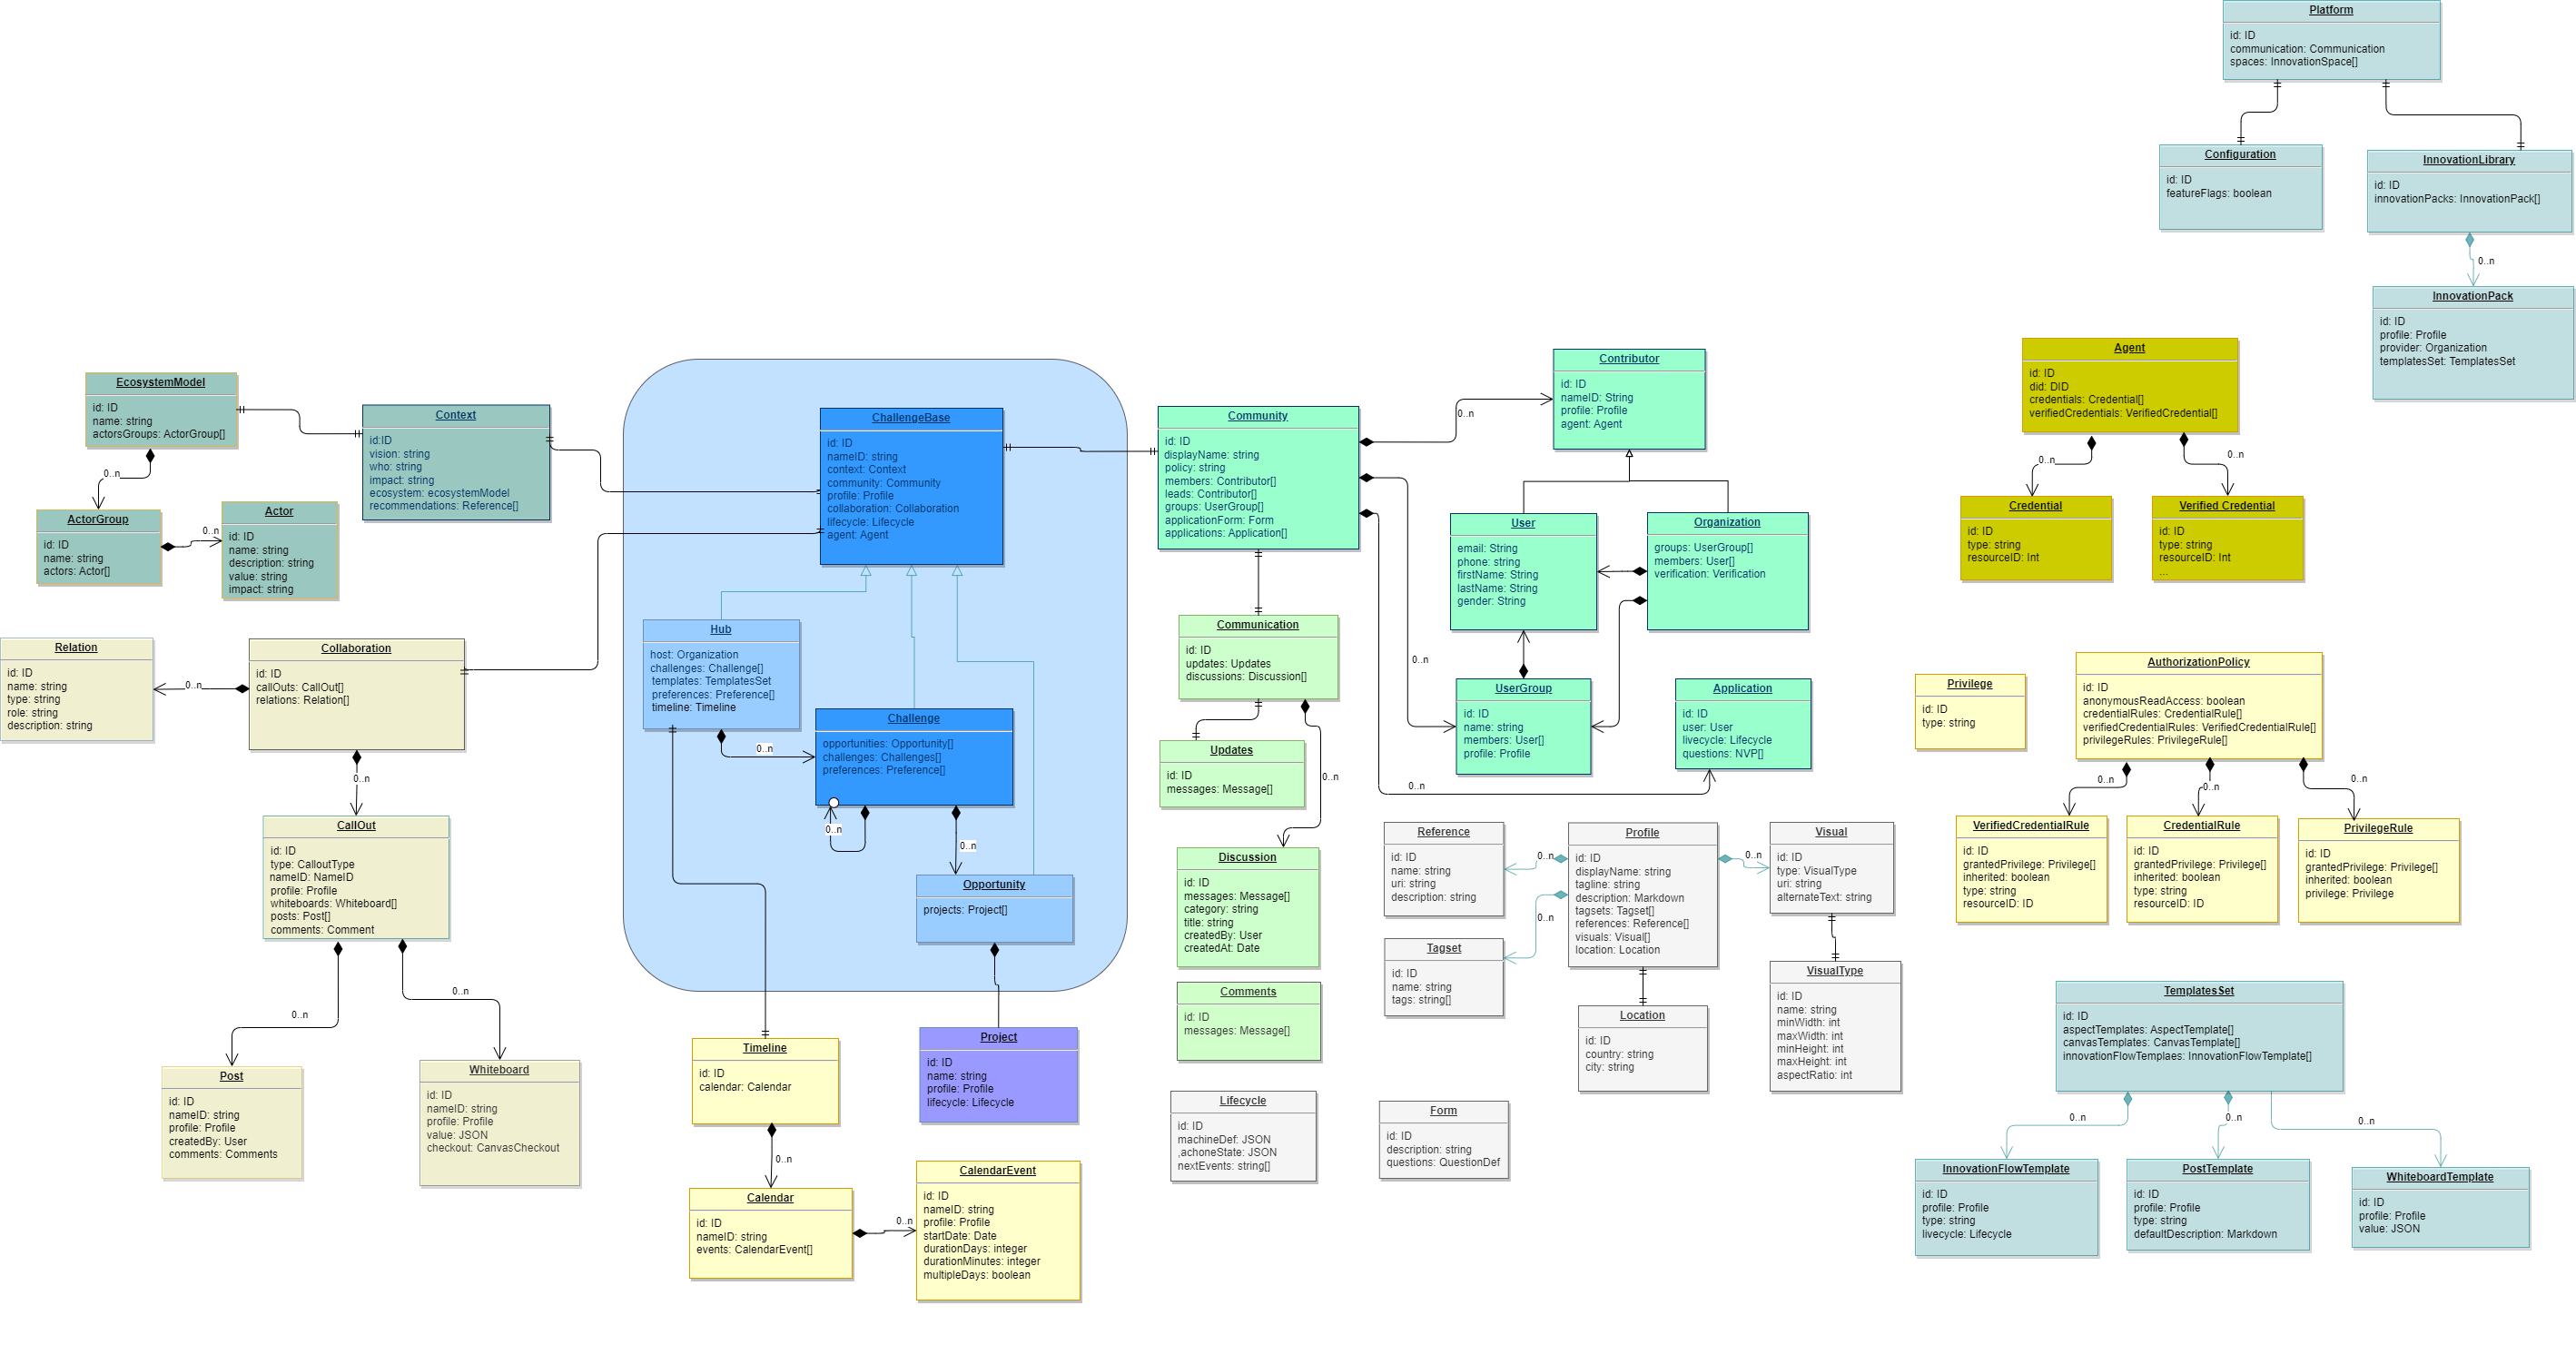 Platform
id: ID
communication: Communication
spaces: InnovationSpace[]
Configuration
id: ID
featureFlags: boolean
InnovationLibrary
id: ID
innovationPacks: InnovationPack[]
0..n
InnovationPack
id: ID
profile: Profile
provider: Organization
templatesSet: TemplatesSet
EcosystemModel
id: ID
name: string
actorsGroups: ActorGroup[]
0..n
ActorGroup
id: ID
name: string
actors: Actor[]
0..n
Actor
id: ID
name: string
description: string
value: string
impact: string
Context
id:ID
vision: string
who: string
impact: string
ecosystem: ecosystemModel
recommendations: Reference[]
ChallengeBase
id: ID
nameID: string
context: Context
community: Community
profile: Profile
collaboration: Collaboration
lifecycle: Lifecycle
agent: Agent
Hub
host: Organization
challenges: Challenge[]
templates: TemplatesSet
preferences: Preference[]
timeline: Timeline
0..n
Challenge
opportunities: Opportunity[]
challenges: Challenges[]
preferences: Preference[]
0..n
0..n
Opportunity
projects: Project[]
Project
id: ID
name: string
profile: Profile
lifecycle: Lifecycle
Timeline
id: ID
calendar: Calendar
0..n
Calendar
id: ID
nameID: string
events: CalendarEvent[]
0..n
CalendarEvent
id: ID
nameID: string
profile: Profile
startDate: Date
durationDays: integer
durationMinutes: integer
multipleDays: boolean
Relation
id: ID
name: string
type: string
role: string
description: string
0..n
Collaboration
id: ID
callOuts: CallOut[]
relations: Relation[]
0..n
CallOut
id: ID
type: CalloutType
nameID: NameID
profile: Profile
whiteboards: Whiteboard[]
posts: Post[]
comments: Comment
0..n
0..n
Post
id: ID
nameID: string
profile: Profile
createdBy: User
comments: Comments
Whiteboard
id: ID
nameID: string
profile: Profile
value: JSON
checkout: CanvasCheckout
Community
id: ID
displayName: string
policy: string
members: Contributor[]
leads: Contributor[]
groups: UserGroup[]
applicationForm: Form
applications: Application[]
0..n
0..n
0..n
Contributor
id: ID
nameID: String
profile: Profile
agent: Agent
User
email: String
phone: string
firstName: String
lastName: String
gender: String
Organization
groups: UserGroup[]
members: User[]
verification: Verification
UserGroup
id: ID
name: string
members: User[]
profile: Profile
Application
id: ID
user: User
livecycle: Lifecycle
questions: NVP[]
Communication
id: ID
updates: Updates
discussions: Discussion[]
Updates
id: ID
messages: Message[]
0..n
Discussion
id: ID
messages: Message[]
category: string
title: string
createdBy: User
createdAt: Date
Comments
id: ID
messages: Message[]
Lifecycle
id: ID
machineDef: JSON
,achoneState: JSON
nextEvents: string[]
Form
id: ID
description: string
questions: QuestionDef
Reference
id: ID
name: string
uri: string
description: string
0..n
Tagset
id: ID
name: string
tags: string[]
0..n
Profile
id: ID
displayName: string
tagline: string
description: Markdown
tagsets: Tagset[]
references: Reference[]
visuals: Visual[]
location: Location
0..n
Visual
id: ID
type: VisualType
uri: string
alternateText: string
VisualType
id: ID
name: string
minWidth: int
maxWidth: int
minHeight: int
maxHeight: int
aspectRatio: int
Location
id: ID
country: string
city: string
Agent
id: ID
did: DID
credentials: Credential[]
verifiedCredentials: VerifiedCredential[]
0..n
0..n
Credential
id: ID
type: string
resourceID: Int
Verified Credential
id: ID
type: string
resourceID: Int
...
Privilege
id: ID
type: string
AuthorizationPolicy
id: ID
anonymousReadAccess: boolean
credentialRules: CredentialRule[]
verifiedCredentialRules: VerifiedCredentialRule[]
privilegeRules: PrivilegeRule[]
0..n
0..n
0..n
VerifiedCredentialRule
id: ID
grantedPrivilege: Privilege[]
inherited: boolean
type: string
resourceID: ID
CredentialRule
id: ID
grantedPrivilege: Privilege[]
inherited: boolean
type: string
resourceID: ID
PrivilegeRule
id: ID
grantedPrivilege: Privilege[]
inherited: boolean
privilege: Privilege
TemplatesSet
id: ID
aspectTemplates: AspectTemplate[]
canvasTemplates: CanvasTemplate[]
innovationFlowTemplaes: InnovationFlowTemplate[]
0..n
0..n
0..n
InnovationFlowTemplate
id: ID
profile: Profile
type: string
livecycle: Lifecycle
PostTemplate
id: ID
profile: Profile
type: string
defaultDescription: Markdown
WhiteboardTemplate
id: ID
profile: Profile
value: JSON